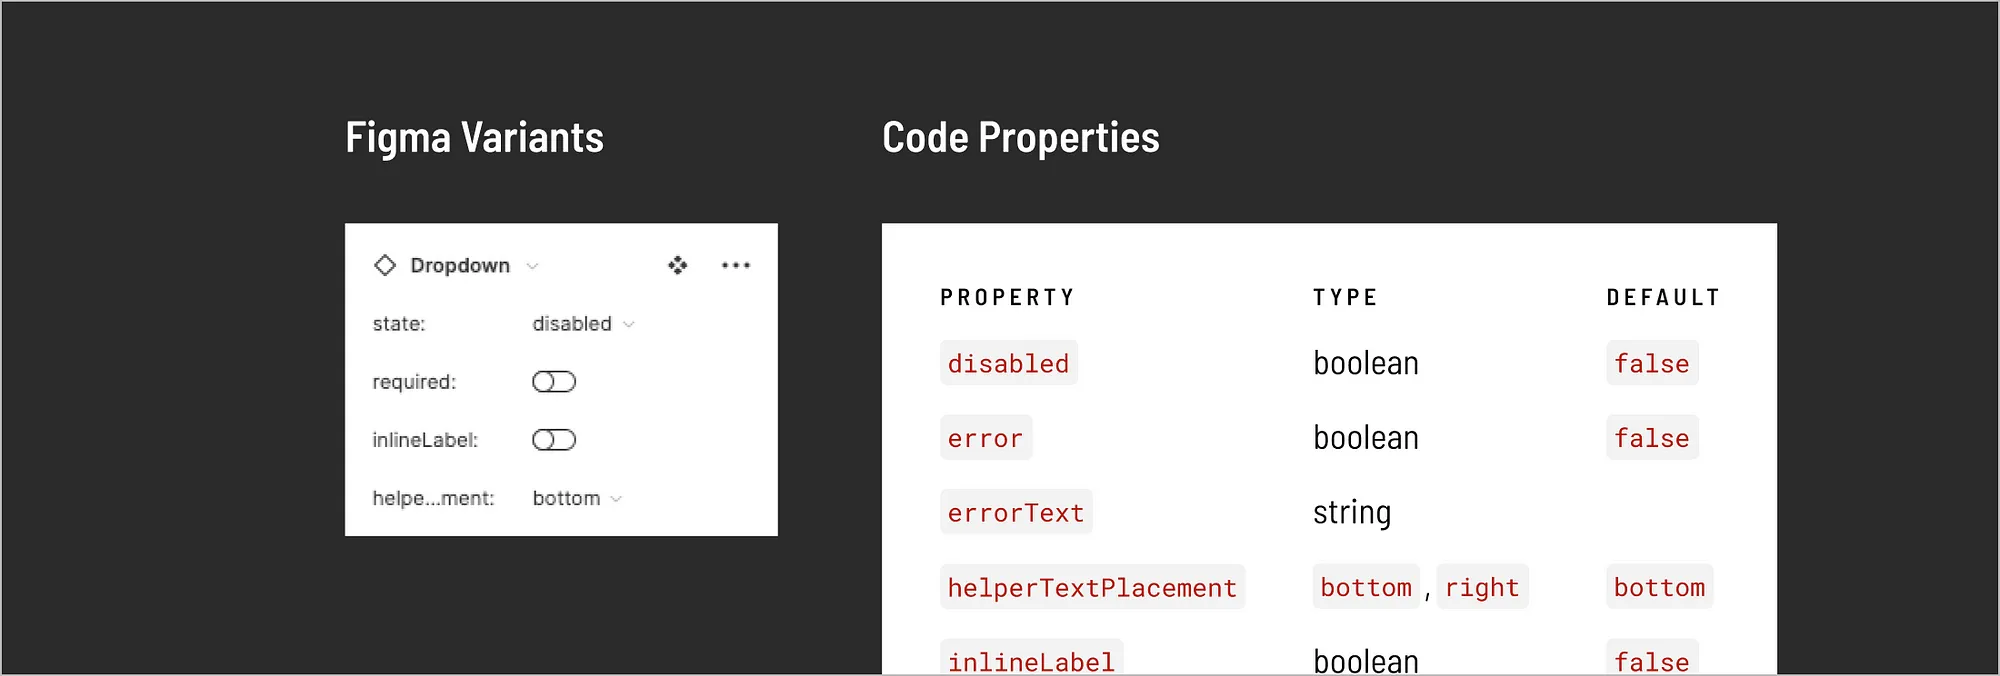 Figma Variants
Dropdown
state: disabled
required:
inlineLabel:
helpe...ment: bottom
Code Properties
PROPERTY TYPE DEFAULT
disabled boolean false
error boolean false
errorText string
helperTextPlacement bottom , right bottom
inlineLabel boolean false